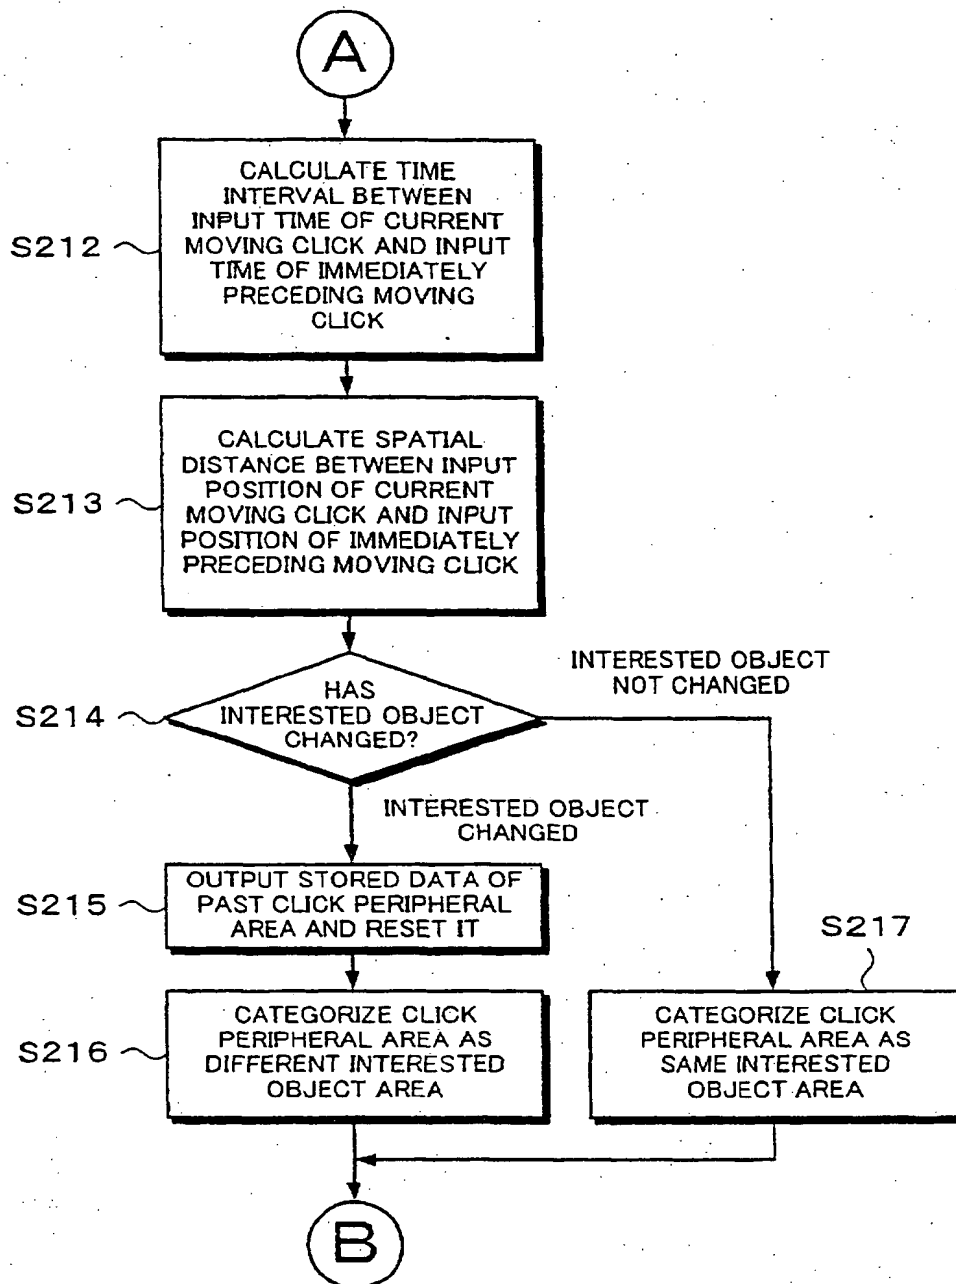 A
CALCULATE TIME
INTERVAL BETWEEN
INPUT TIME OF CURRENT
MOVING CLICK AND INPUT
TIME OF IMMEDIATELY
PRECEDING MOVING
CLICK
S212
CALCULATE SPATIAL
DISTANCE BETWEEN INPUT
POSITION OF CURRENT
MOVING CLICK AND INPUT
POSITION OF IMMEDIATELY
PRECEDING MOVING CLICK
S213
HAS
INTERESTED OBJECT
CHANGED?
S214
INTERESTED OBJECT
NOT CHANGED
INTERESTED OBJECT
CHANGED
OUTPUT STORED DATA OF
PAST CLICK PERIPHERAL
AREA AND RESET IT
S215
S217
CATEGORIZE CLICK
PERIPHERAL AREA AS
DIFFERENT INTERESTED
OBJECT AREA
S216
CATEGORIZE CLICK
PERIPHERAL AREA AS
SAME INTERESTED
OBJECT AREA
B